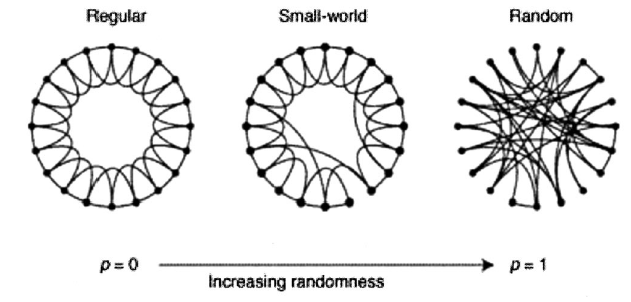 Regular
Small-world
Random
p = 0
p = 1
Increasing randomness